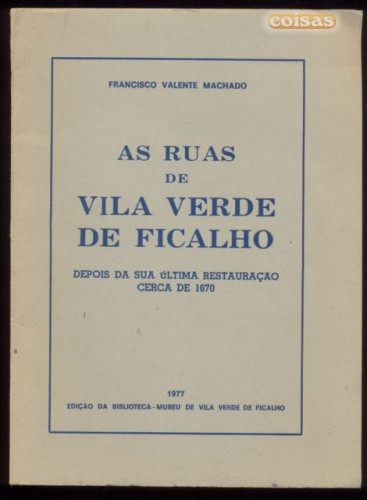 coisas
FRANCISCO VALENTE MACHADO
AS RUAS
DE
VILA VERDE
DE FICALHO
DEPOIS DA SUA ÚLTIMA RESTAURAÇAO
CERCA DE 1670
1977
EDIÇÃO DA BIBLIOTECA-MUSEU DE VILA VERDE DE FICALHO